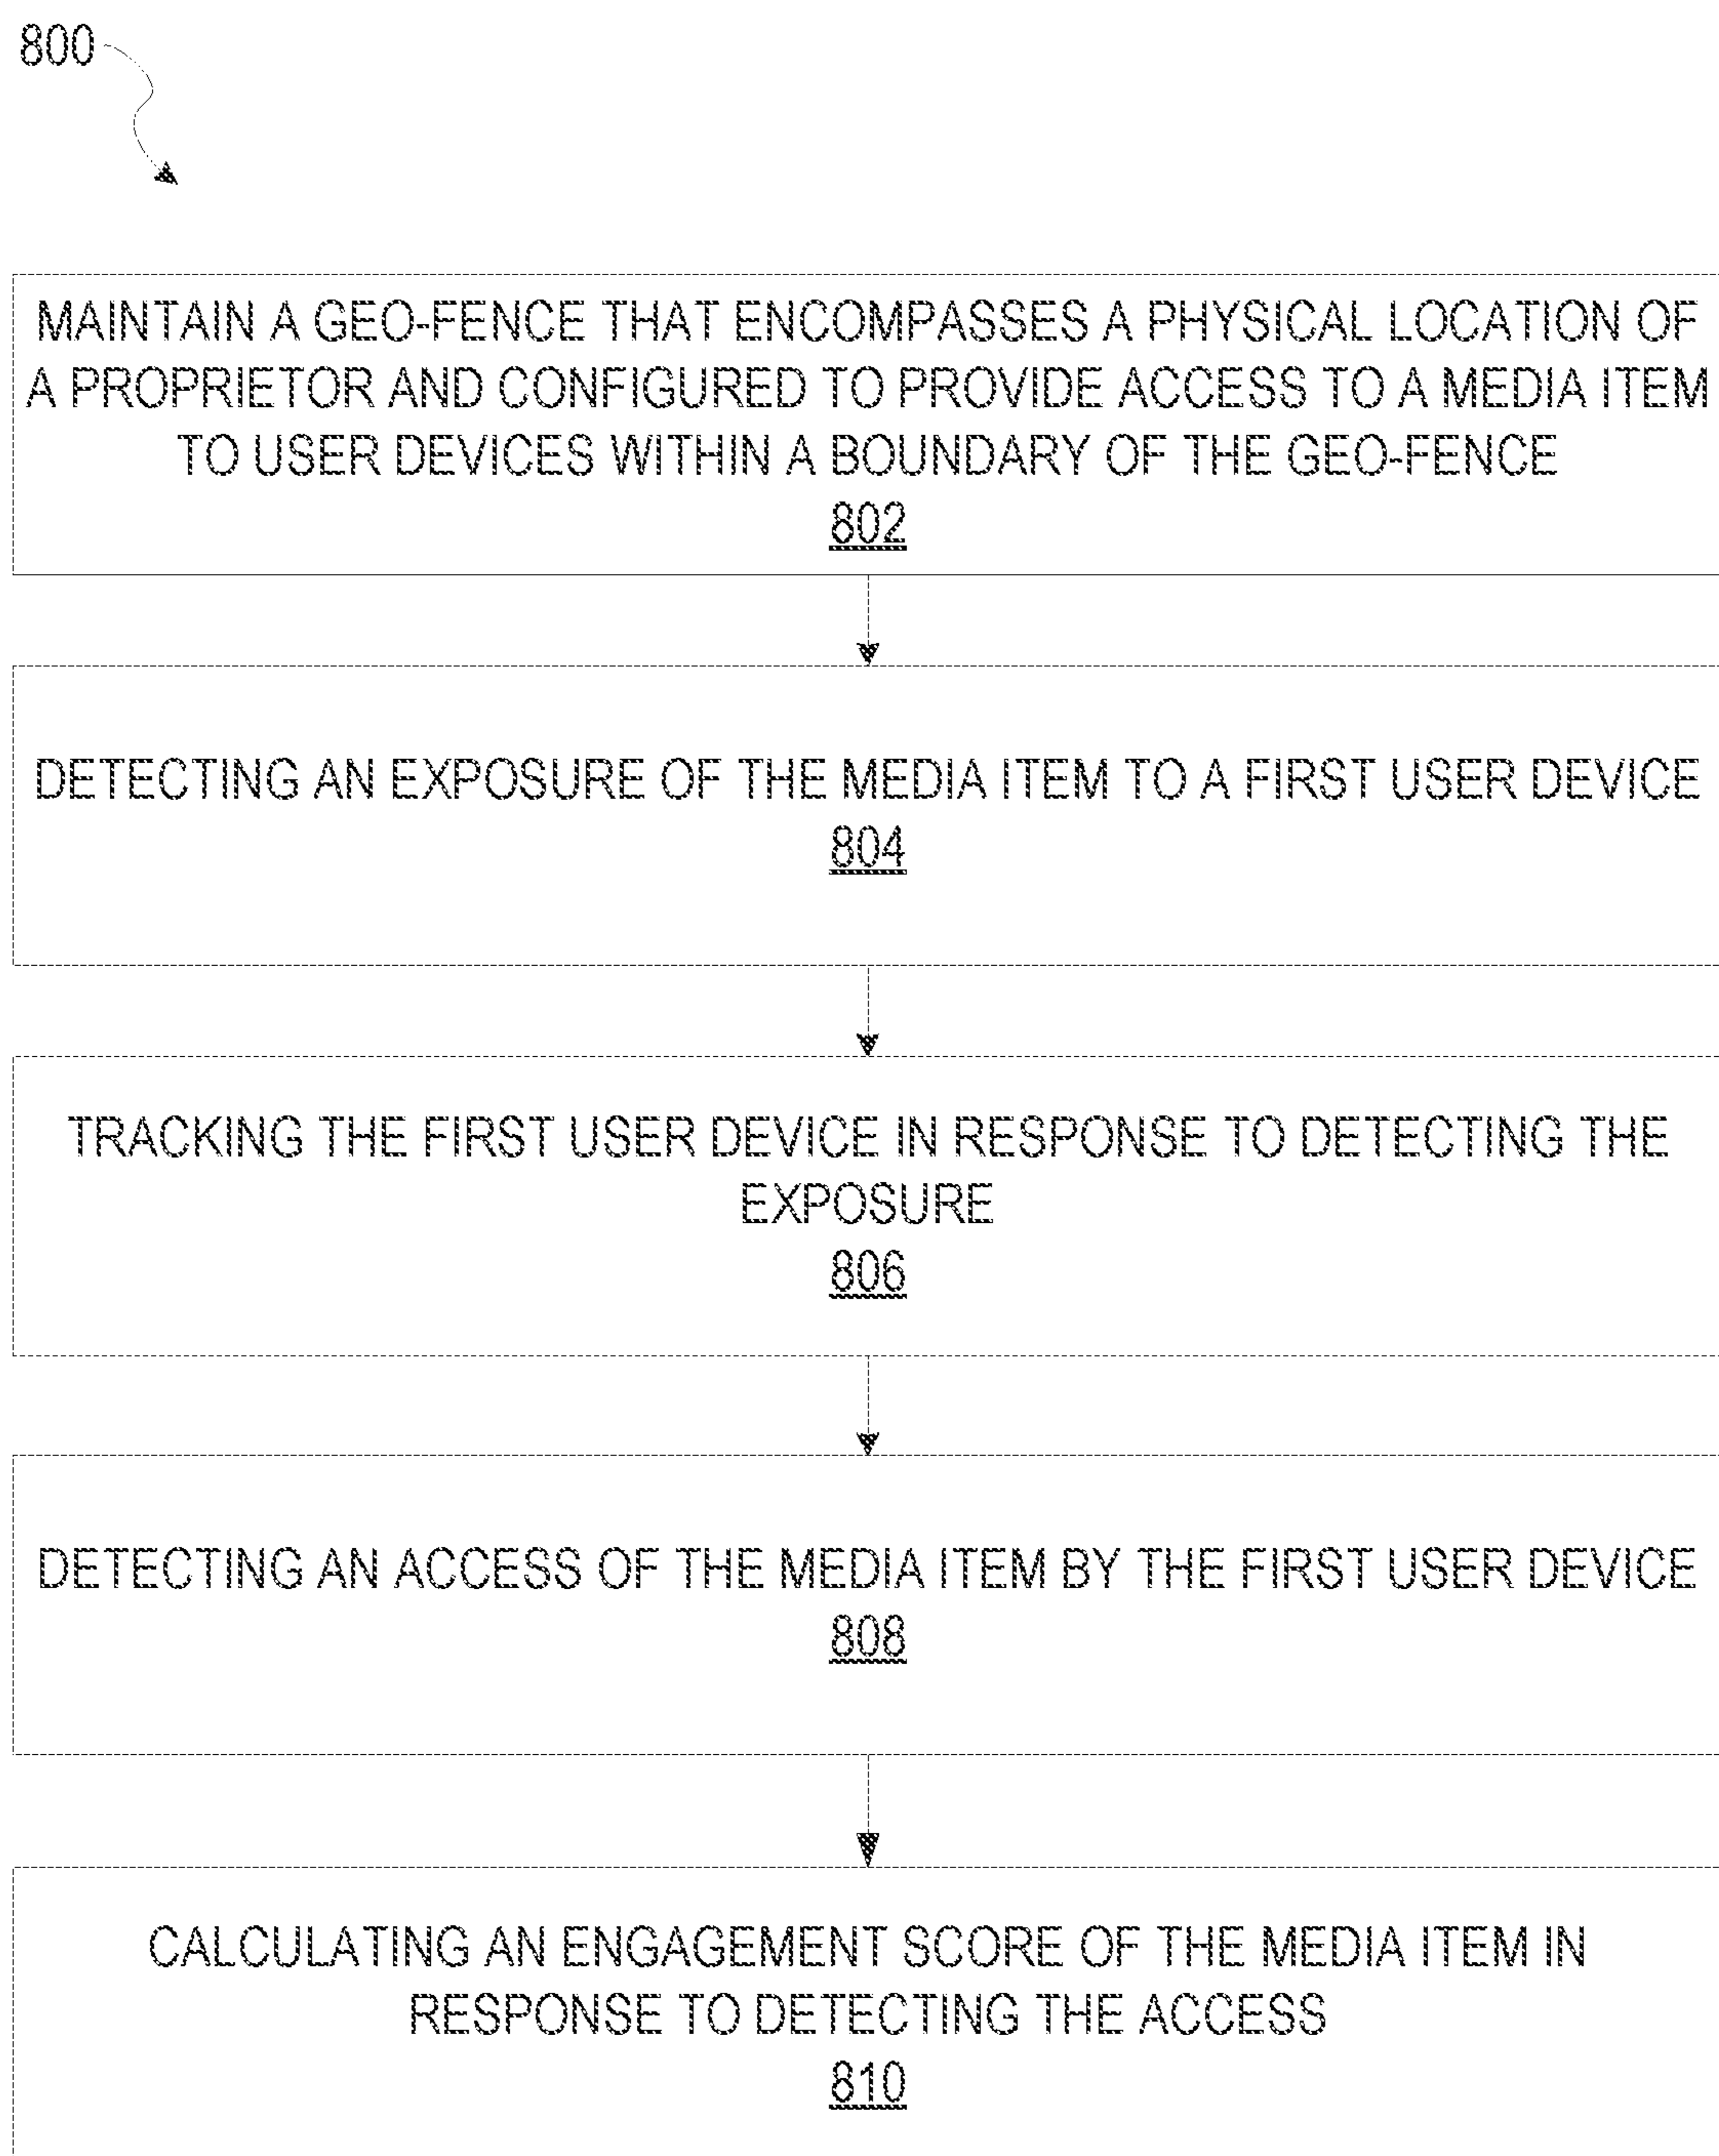 800
MAINTAIN A GEO-FENCE THAT ENCOMPASSES A PHYSICAL LOCATION OF
A PROPRIETOR AND CONFIGURED TO PROVIDE ACCESS TO A MEDIA ITEM
TO USER DEVICES WITHIN A BOUNDARY OF THE GEO-FENCE
802
DETECTING AN EXPOSURE OF THE MEDIA ITEM TO A FIRST USER DEVICE
804
TRACKING THE FIRST USER DEVICE IN RESPONSE TO DETECTING THE
EXPOSURE
806
DETECTING AN ACCESS OF THE MEDIA ITEM BY THE FIRST USER DEVICE
808
CALCULATING AN ENGAGEMENT SCORE OF THE MEDIA ITEM IN
RESPONSE TO DETECTING THE ACCESS
810